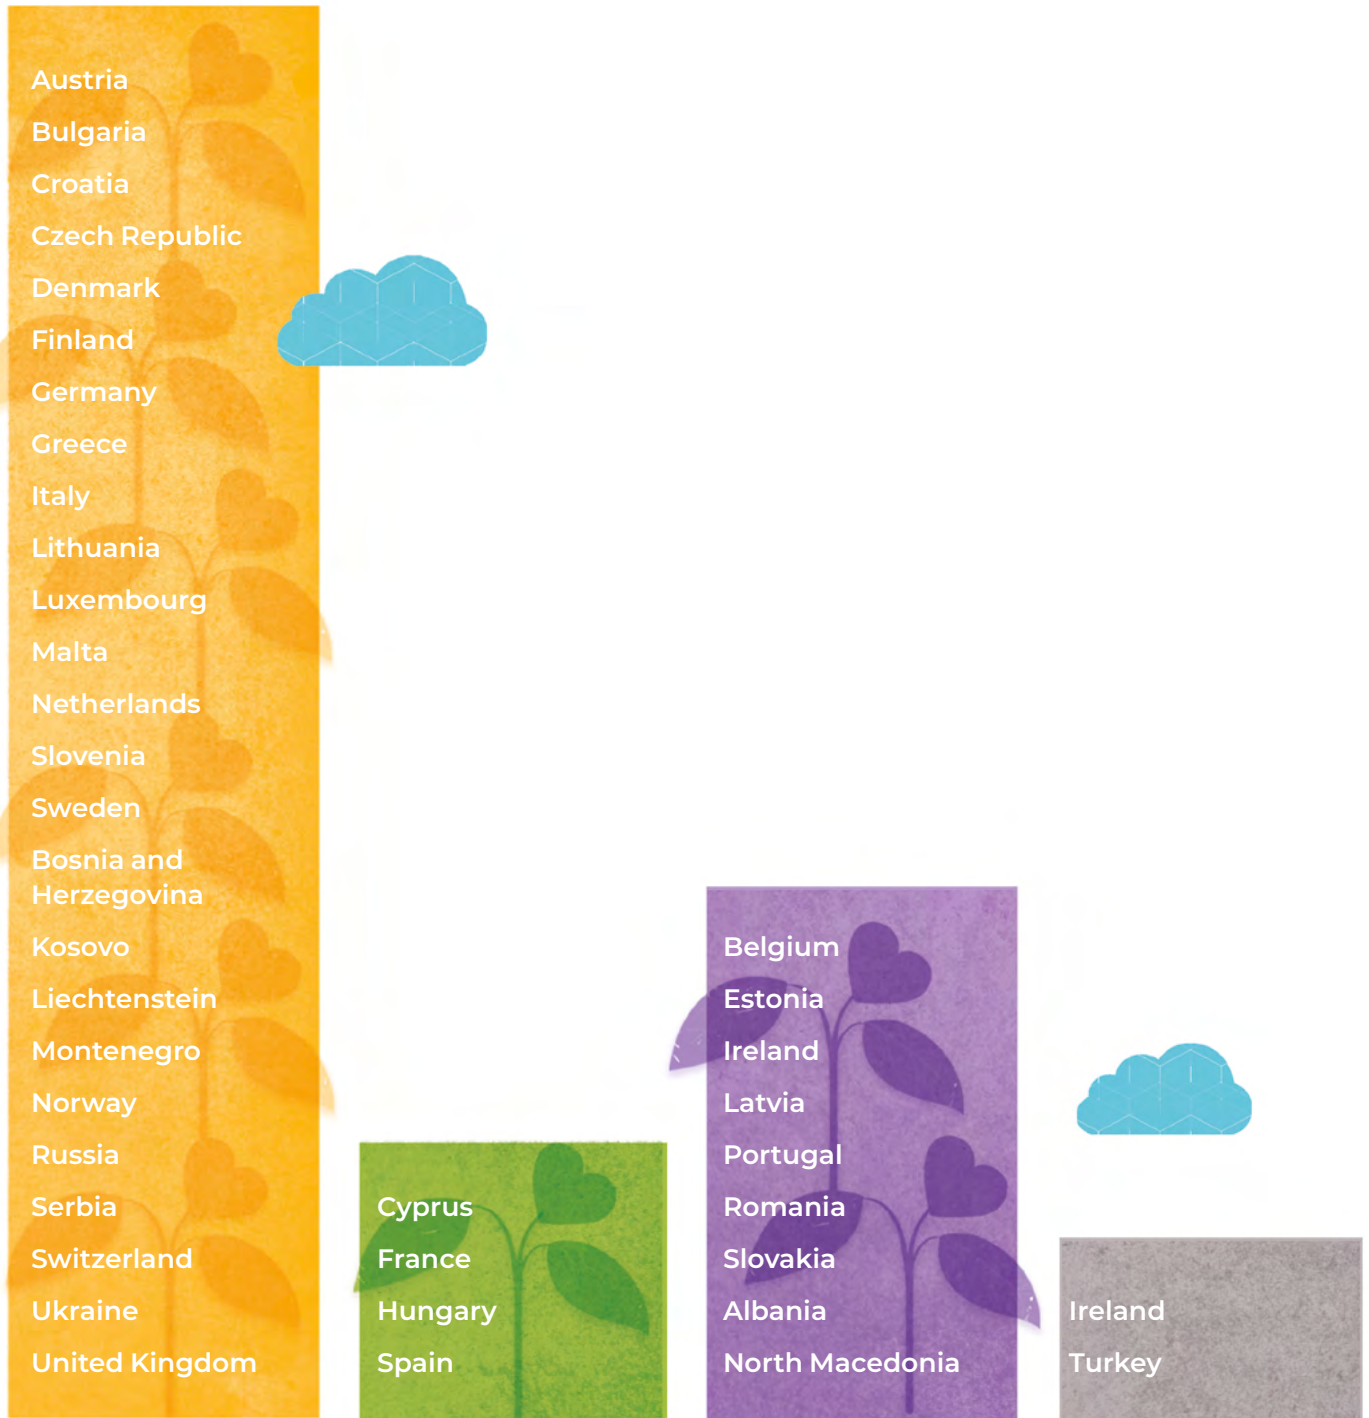 Austria
Bulgaria
Croatia
Czech Republic
Denmark
Finland
Germany
Greece
Italy
Lithuania
Luxembourg
Malta
Netherlands
Slovenia
Sweden
Bosnia and
Herzegovina
Kosovo
Liechtenstein
Montenegro
Norway
Russia
Serbia
Switzerland
Ukraine
United Kingdom
Cyprus
France
Hungary
Spain
Belgium
Estonia
Ireland
Latvia
Portugal
Romania
Slovakia
Albania
North Macedonia
Ireland
Turkey